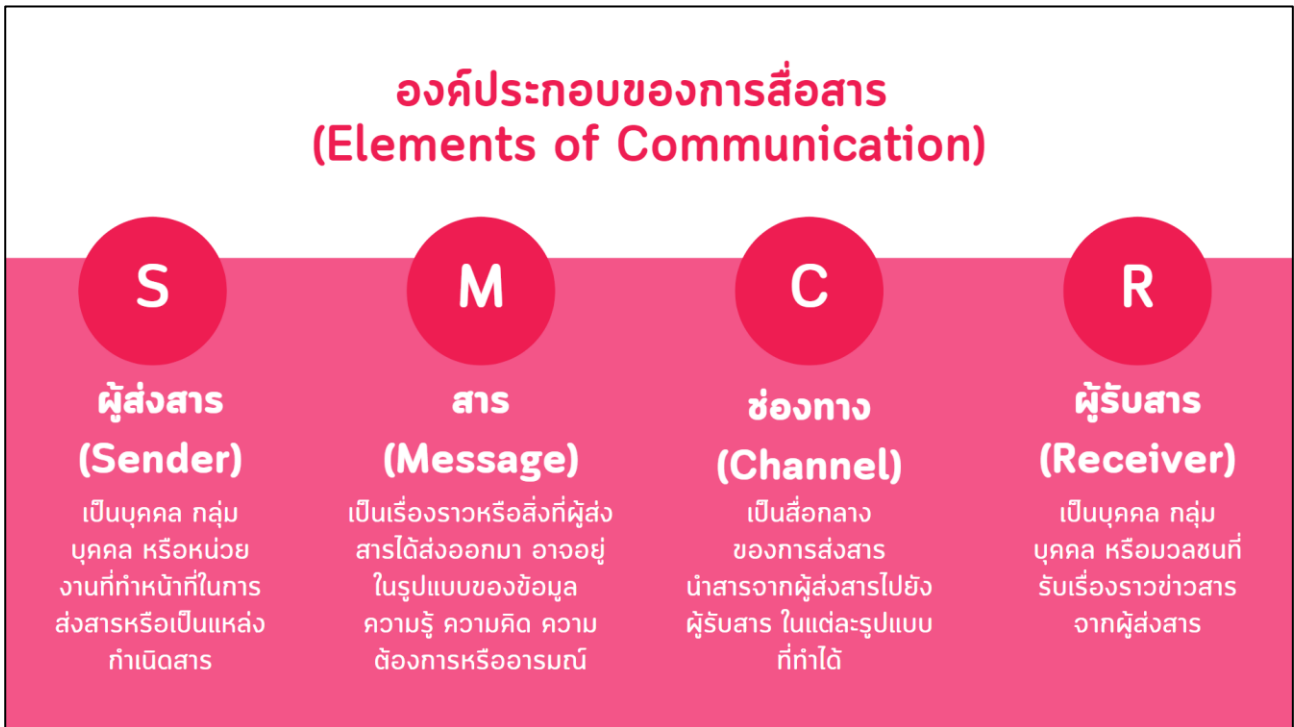 องค์ประกอบของการสื่อสาร
(Elements of Communication)
S
ผู้ส่งสาร
(Sender)
เป็นบุคคล กลุ่ม
บุคคล หรือหน่วย
งานที่ทำหน้าที่ในการ
ส่งสารหรือเป็นแหล่ง
กำเนิดสาร
M
สาร
(Message)
เป็นเรื่องราวหรือสิ่งที่ผู้ส่ง
สารได้ส่งออกมา อาจอยู่
ในรูปแบบของข้อมูล
ความรู้ ความคิด ความ
ต้องการหรืออารมณ์
C
ช่องทาง
(Channel)
เป็นสื่อกลาง
ของการส่งสาร
นำสารจากผู้ส่งสารไปยัง
ผู้รับสาร ในแต่ละรูปแบบ
ที่ทำได้
R
ผู้รับสาร
(Receiver)
เป็นบุคคล กลุ่ม
บุคคล หรือมวลชนที่
รับเรื่องราวข่าวสาร
จากผู้ส่งสาร